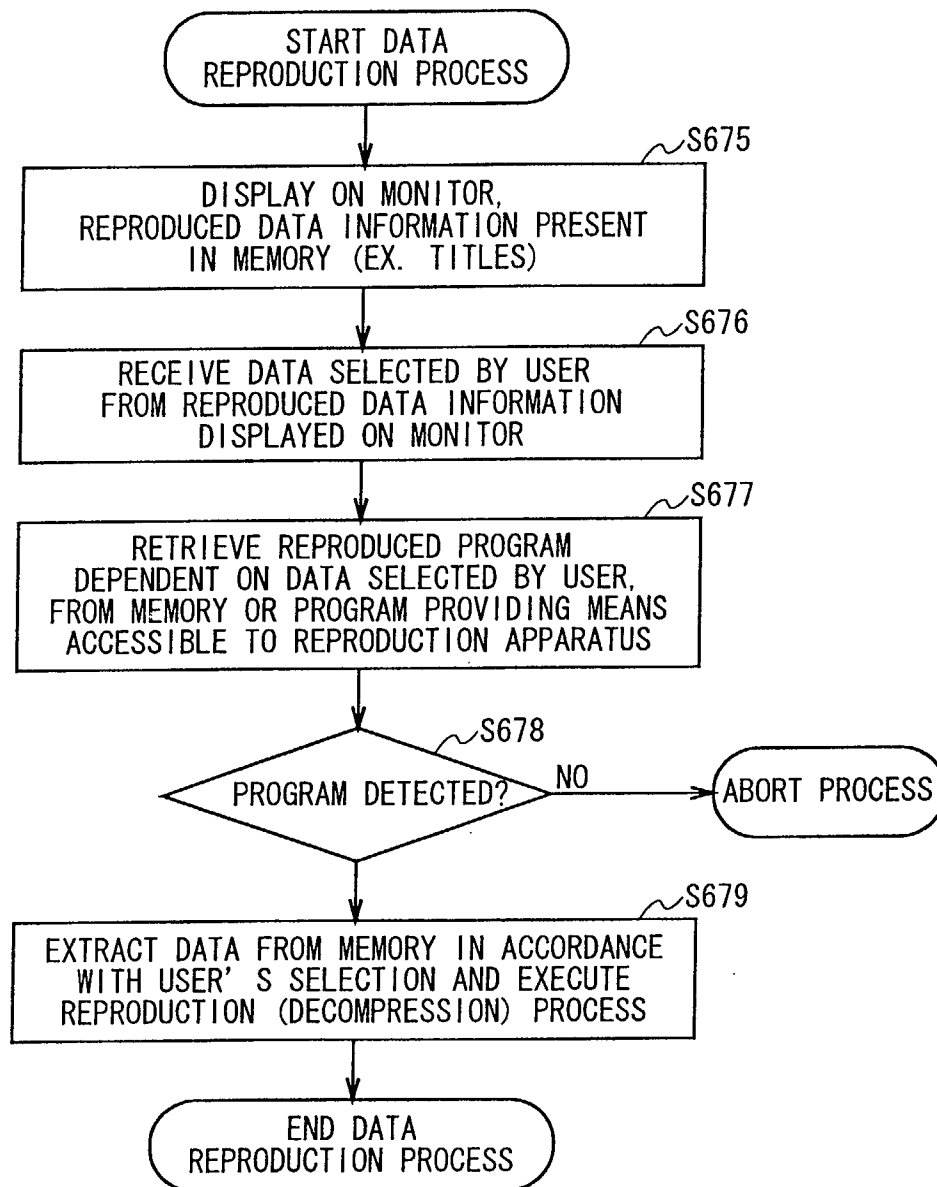 START DATA
REPRODUCTION PROCESS
S675
DISPLAY ON MONITOR,
REPRODUCED DATA INFORMATION PRESENT
IN MEMORY (EX. TITLES)
S676
RECEIVE DATA SELECTED BY USER
FROM REPRODUCED DATA INFORMATION
DISPLAYED ON MONITOR
S677
RETRIEVE REPRODUCED PROGRAM
DEPENDENT ON DATA SELECTED BY USER,
FROM MEMORY OR PROGRAM PROVIDING MEANS
ACCESSIBLE TO REPRODUCTION APPARATUS
S678
PROGRAM DETECTED?
NO
ABORT PROCESS
S679
EXTRACT DATA FROM MEMORY IN ACCORDANCE
WITH USER'S SELECTION AND EXECUTE
REPRODUCTION (DECOMPRESSION) PROCESS
END DATA
REPRODUCTION PROCESS